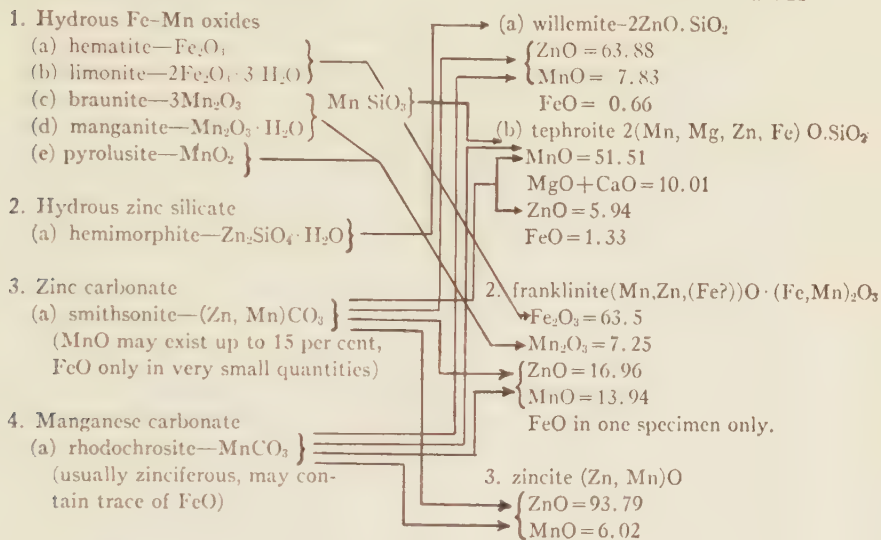 1. Hydrous Fe-Mn oxides
(a) hematite—Fe₂O₃
(b) limonite—2Fe₂O₃·3 H₂O
(c) braunite—3Mn₂O₃
(d) manganite—Mn₂O₃·H₂O
(e) pyrolusite—MnO₂
Mn SiO₃
2. Hydrous zinc silicate
(a) hemimorphite—Zn₂SiO₄·H₂O
3. Zinc carbonate
(a) smithsonite—(Zn, Mn)CO₃
(MnO may exist up to 15 per cent,
FeO only in very small quantities)
4. Manganese carbonate
(a) rhodochrosite—MnCO₃
(usually zinciferous, may con-
tain trace of FeO)
(a) willemite-2ZnO.SiO₂
ZnO=63.88
MnO= 7.83
FeO= 0.66
(b) tephroite 2(Mn, Mg, Zn, Fe) O.SiO₂
MnO=51.51
MgO+CaO=10.01
ZnO=5.94
FeO=1.33
2. franklinite(Mn,Zn,(Fe?))O·(Fe,Mn)₂O₃
Fe₂O₃=63.5
Mn₂O₃=7.25
ZnO=16.96
MnO=13.94
FeO in one specimen only.
3. zincite (Zn, Mn)O
ZnO=93.79
MnO=6.02